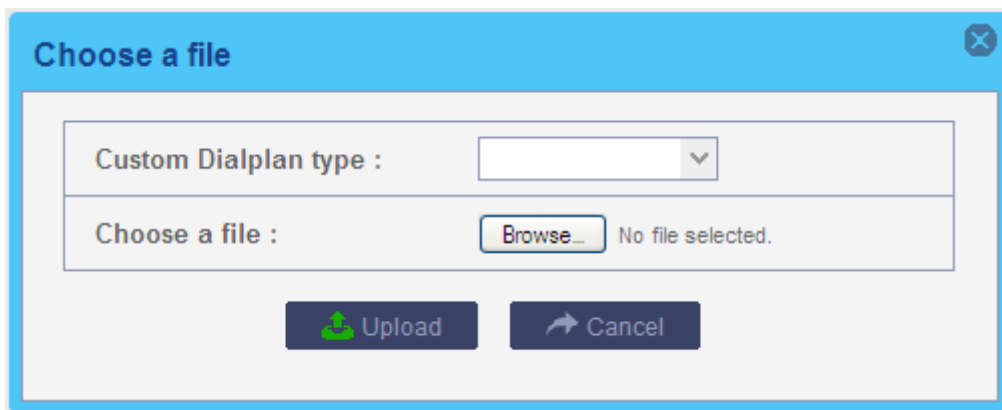 Choose a file
Custom Dialplan type :
Choose a file : Browse... No file selected.
Upload Cancel